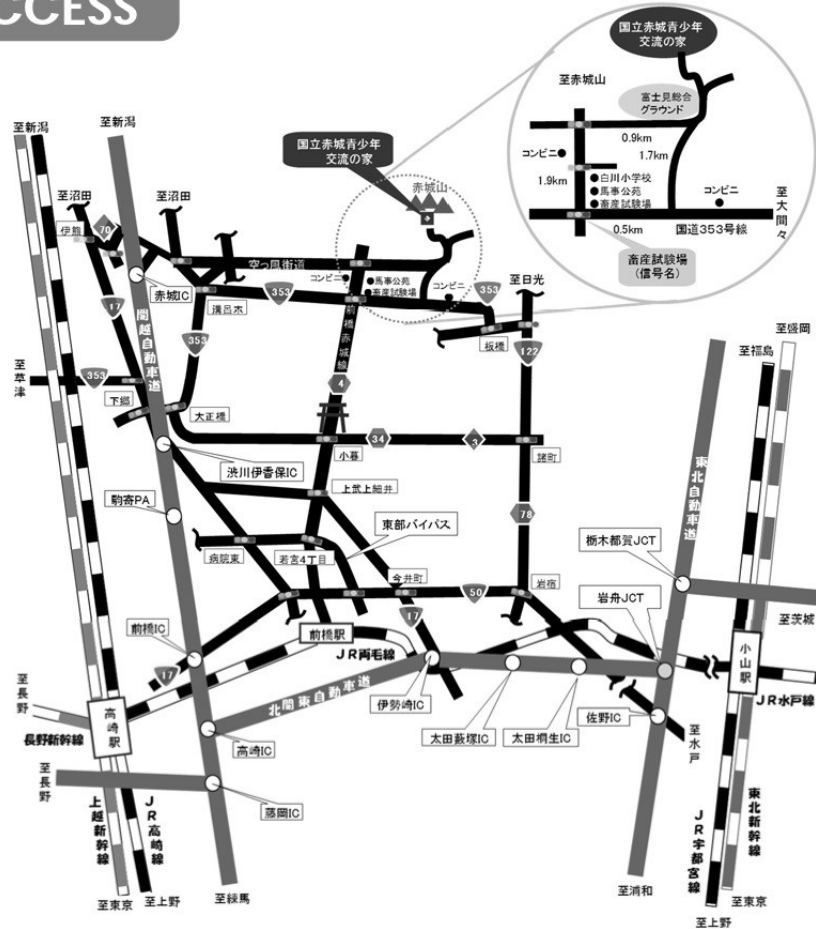 CCESS
国立赤城青少年
交流の家
至赤城山
富士見総合
グラウンド
0.9km
1.7km
コンビニ
1.9km
白川小学校
馬事公苑
畜産試験場
コンビニ
至大間々
0.5km
国道353号線
畜産試験場
(信号名)
至新潟
至新潟
国立赤城青少年
交流の家
赤城山
至沼田
至沼田
伊熊
70
空っ風街道
コンビニ
馬事公苑
畜産試験場
コンビニ
至日光
赤城IC
17
353
353
溝呂木
前橋赤城線
板橋
122
関越自動車道
353
至盛岡
至福島
至草津
353
4
下郷
大正橋
34
3
小暮
諸町
渋川伊香保IC
上武上細井
東北自動車道
駒寄PA
東部バイパス
78
栃木都賀JCT
病院東
若宮4丁目
今井町
50
岩宿
岩舟JCT
17
至茨城
前橋IC
前橋駅
JR両毛線
小山駅
17
至長野
北関東自動車道
伊勢崎IC
JR水戸線
高崎駅
太田藪塚IC
太田桐生IC
佐野IC
長野新幹線
高崎IC
至水戸
至長野
藤岡IC
上越新幹線
JR高崎線
JR宇都宮線
東北新幹線
至練馬
至浦和
至東京
至上野
至東京
至上野